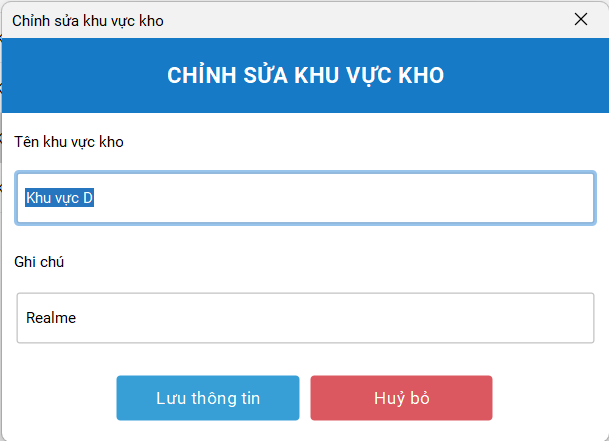 Chỉnh sửa khu vực kho
CHỈNH SỬA KHU VỰC KHO
Tên khu vực kho
Khu vực D
Ghi chú
Realme
Lưu thông tin
Huỷ bỏ